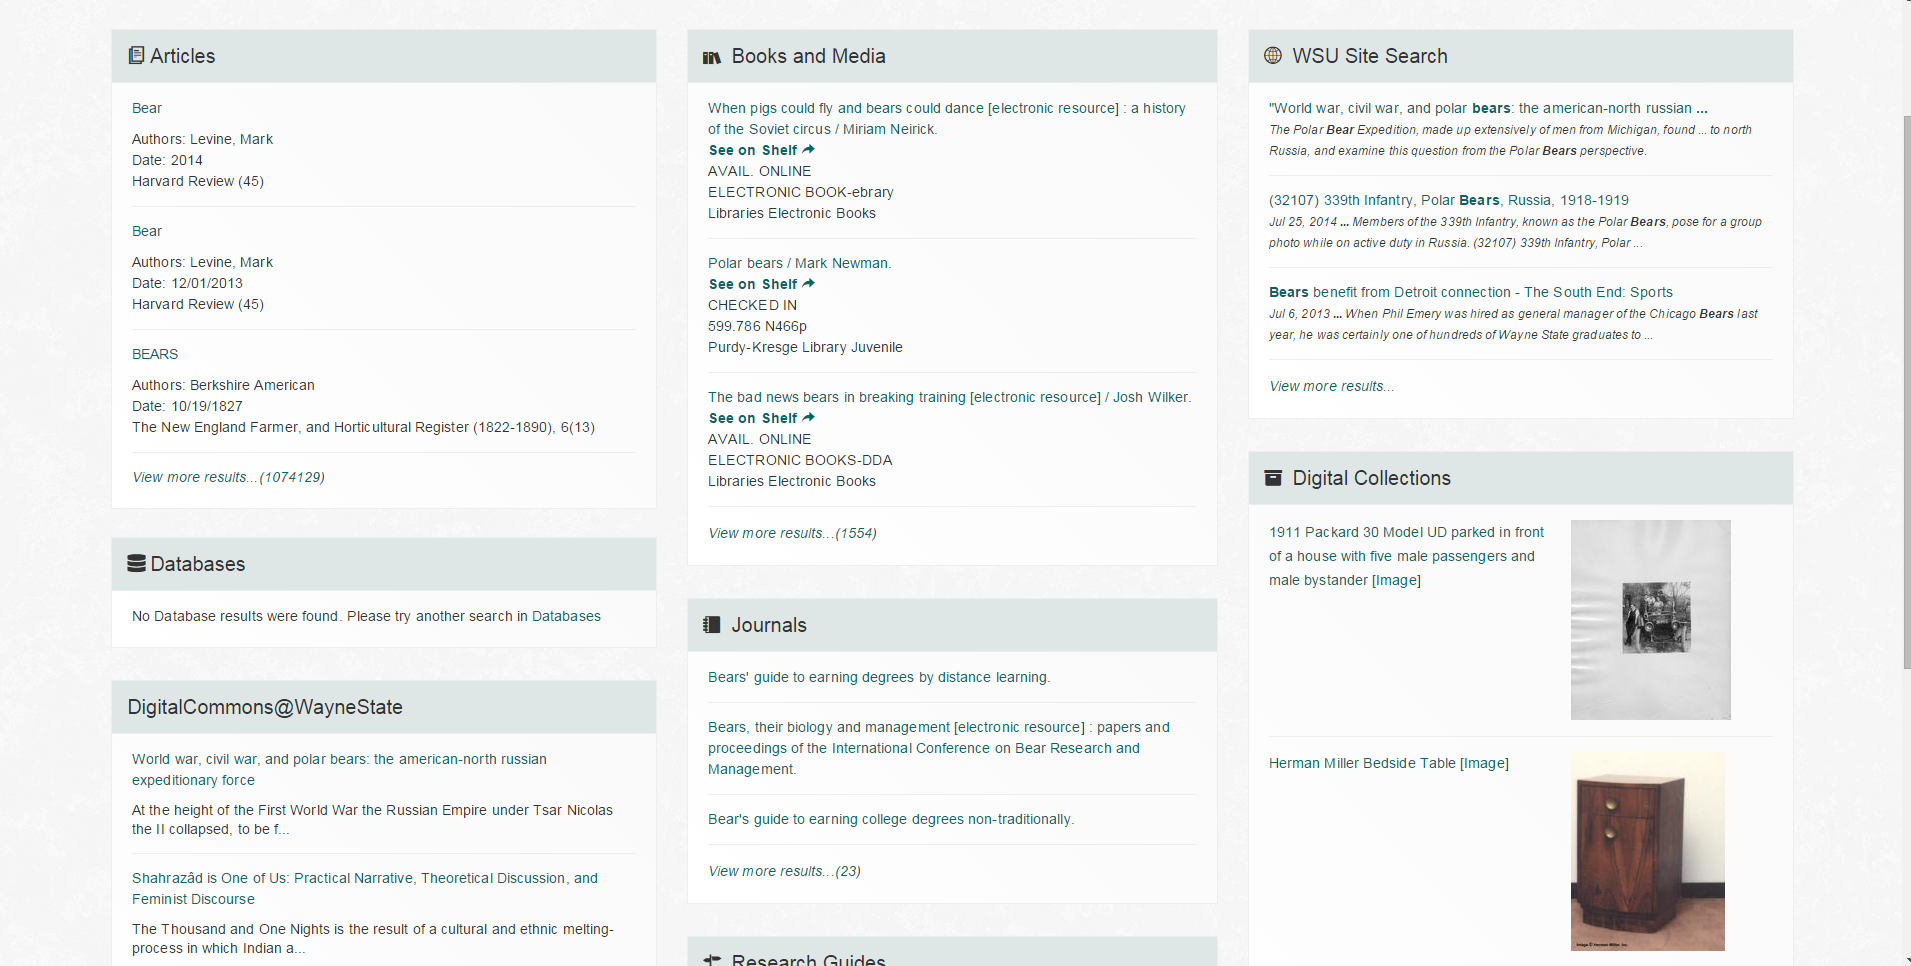 Articles
Bear
Authors: Levine, Mark
Date: 2014
Harvard Review (45)
Bear
Authors: Levine, Mark
Date: 12/01/2013
Harvard Review (45)
BEARS
Authors: Berkshire American
Date: 10/19/1827
The New England Farmer, and Horticultural Register (1822-1890), 6(13)
View more results...(1074129)
Databases
No Database results were found. Please try another search in Databases
DigitalCommons@WayneState
World war, civil war, and polar bears: the american-north russian
expeditionary force
At the height of the First World War the Russian Empire under Tsar Nicolas
the II collapsed, to be f...
Shahrazâd is One of Us: Practical Narrative, Theoretical Discussion, and
Feminist Discourse
The Thousand and One Nights is the result of a cultural and ethnic melting-
process in which Indian a...
Books and Media
When pigs could fly and bears could dance [electronic resource] : a history
of the Soviet circus / Miriam Neirick.
See on Shelf
AVAIL. ONLINE
ELECTRONIC BOOK-ebrary
Libraries Electronic Books
Polar bears / Mark Newman.
See on Shelf
CHECKED IN
599.786 N466p
Purdy-Kresge Library Juvenile
The bad news bears in breaking training [electronic resource] / Josh Wilker.
See on Shelf
AVAIL. ONLINE
ELECTRONIC BOOKS-DDA
Libraries Electronic Books
View more results...(1554)
Journals
Bears' guide to earning degrees by distance learning.
Bears, their biology and management [electronic resource] : papers and
proceedings of the International Conference on Bear Research and
Management.
Bear's guide to earning college degrees non-traditionally.
View more results...(23)
Research Guides
WSU Site Search
"World war, civil war, and polar bears: the american-north russian ...
The Polar Bear Expedition, made up extensively of men from Michigan, found ... to north
Russia, and examine this question from the Polar Bears perspective.
(32107) 339th Infantry, Polar Bears, Russia, 1918-1919
Jul 25, 2014 ... Members of the 339th Infantry, known as the Polar Bears, pose for a group
photo while on active duty in Russia. (32107) 339th Infantry, Polar ...
Bears benefit from Detroit connection - The South End: Sports
Jul 6, 2013 ... When Phil Emery was hired as general manager of the Chicago Bears last
year, he was certainly one of hundreds of Wayne State graduates to ...
View more results...
Digital Collections
1911 Packard 30 Model UD parked in front
of a house with five male passengers and
male bystander [Image]
Herman Miller Bedside Table [Image]
Image © Herman Miller, Inc.